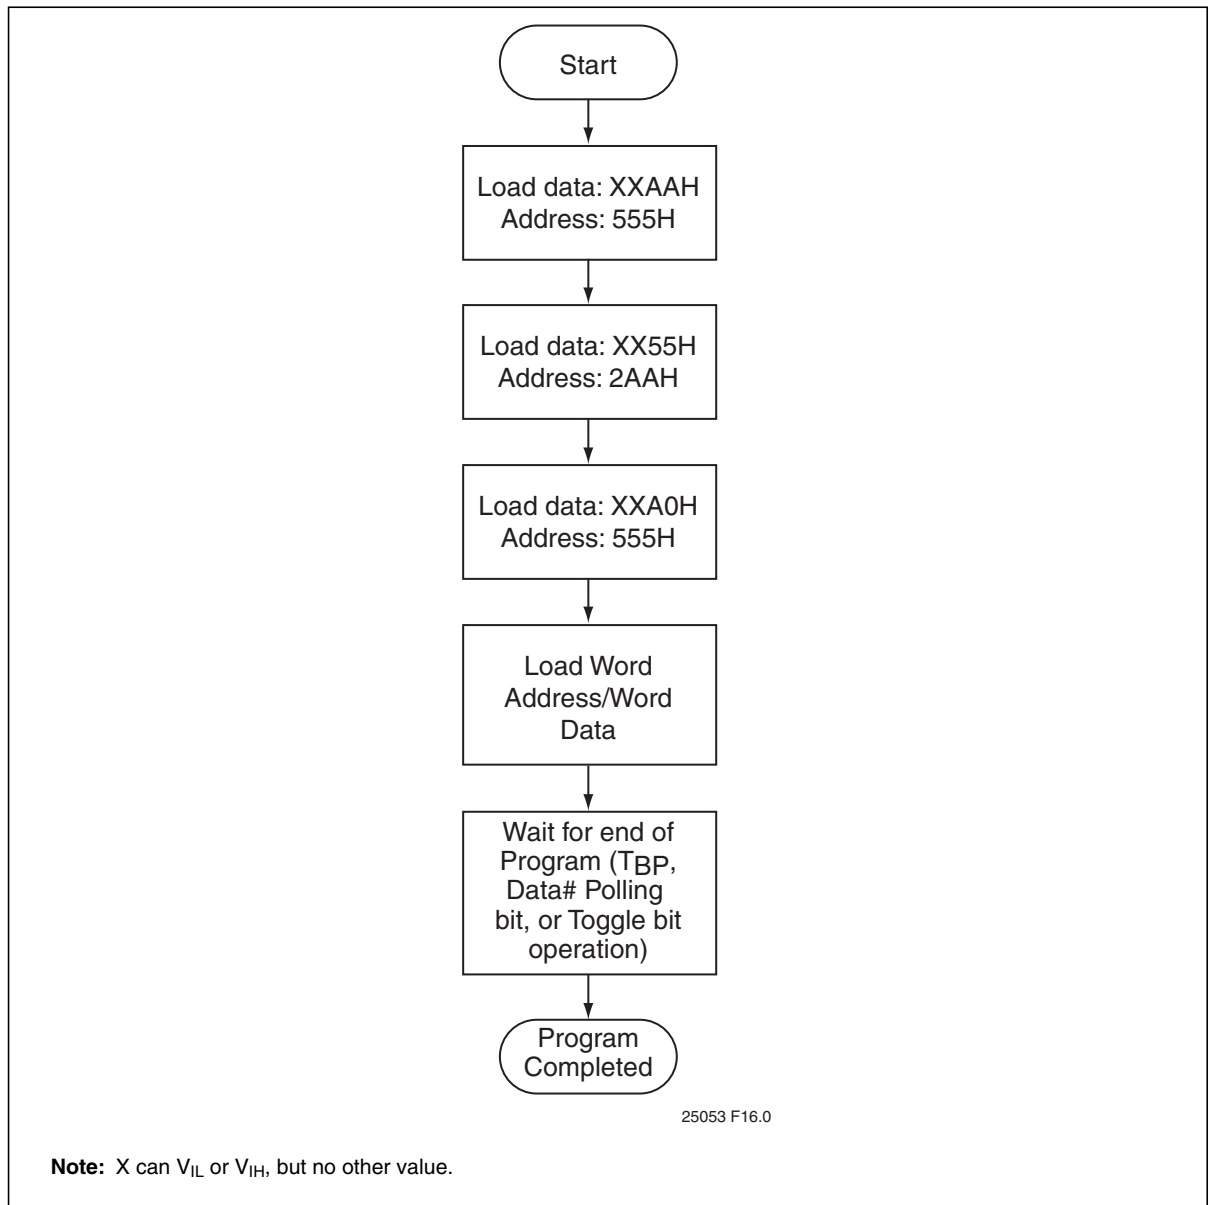 Start
Load data: XXAAH
Address: 555H
Load data: XX55H
Address: 2AAH
Load data: XXA0H
Address: 555H
Load Word
Address/Word
Data
Wait for end of
Program (TBP,
Data# Polling
bit, or Toggle bit
operation)
Program
Completed
25053 F16.0
Note: X can VIL or VIH, but no other value.